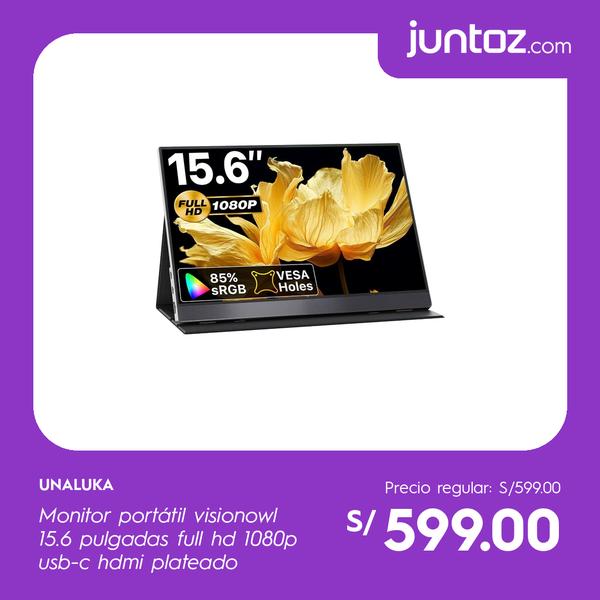 juntoz.com
15.6"
FULL HD 1080P
85% sRGB
VESA Holes
UNALUKA
Monitor portátil visionowl
15.6 pulgadas full hd 1080p
usb-c hdmi plateado
Precio regular: S/599.00
S/ 599.00